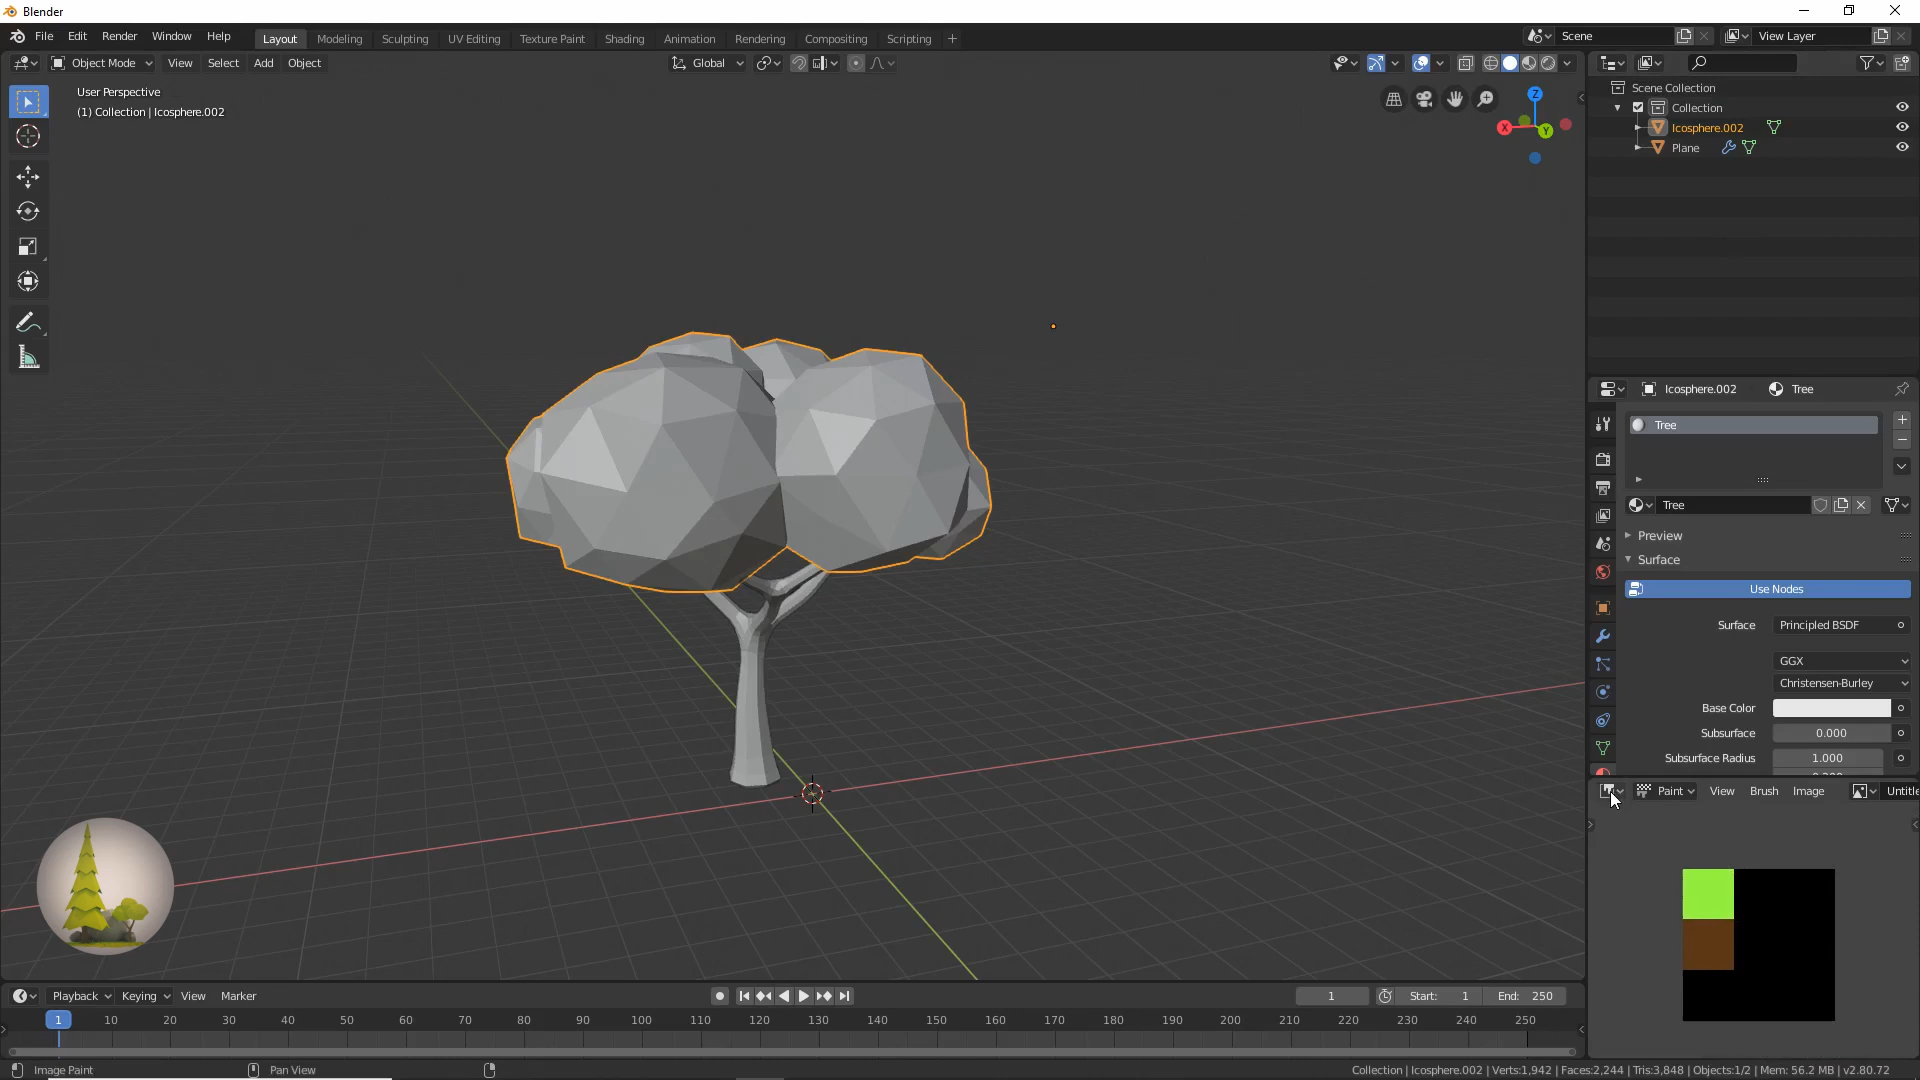 Blender
File Edit Render Window Help Layout Modeling Sculpting UV Editing Texture Paint Shading Animation Rendering Compositing Scripting + Scene View Layer
Object Mode View Select Add Object Global
User Perspective
(1) Collection | Icosphere.002
Z
X
Y
Scene Collection
Collection
Icosphere.002
Plane
Icosphere.002 Tree
Tree
Tree
Preview
Surface
Use Nodes
Surface Principled BSDF
GGX
Christensen-Burley
Base Color
Subsurface 0.000
Subsurface Radius 1.000
Paint View Brush Image Untitle
Playback Keying View Marker 1 Start: 1 End: 250
1 10 20 30 40 50 60 70 80 90 100 110 120 130 140 150 160 170 180 190 200 210 220 230 240 250
Image Paint Pan View Collection | Icosphere.002 | Verts:1,942 | Faces:2,244 | Tris:3,848 | Objects:1/2 | Mem: 56.2 MB | v2.80.72